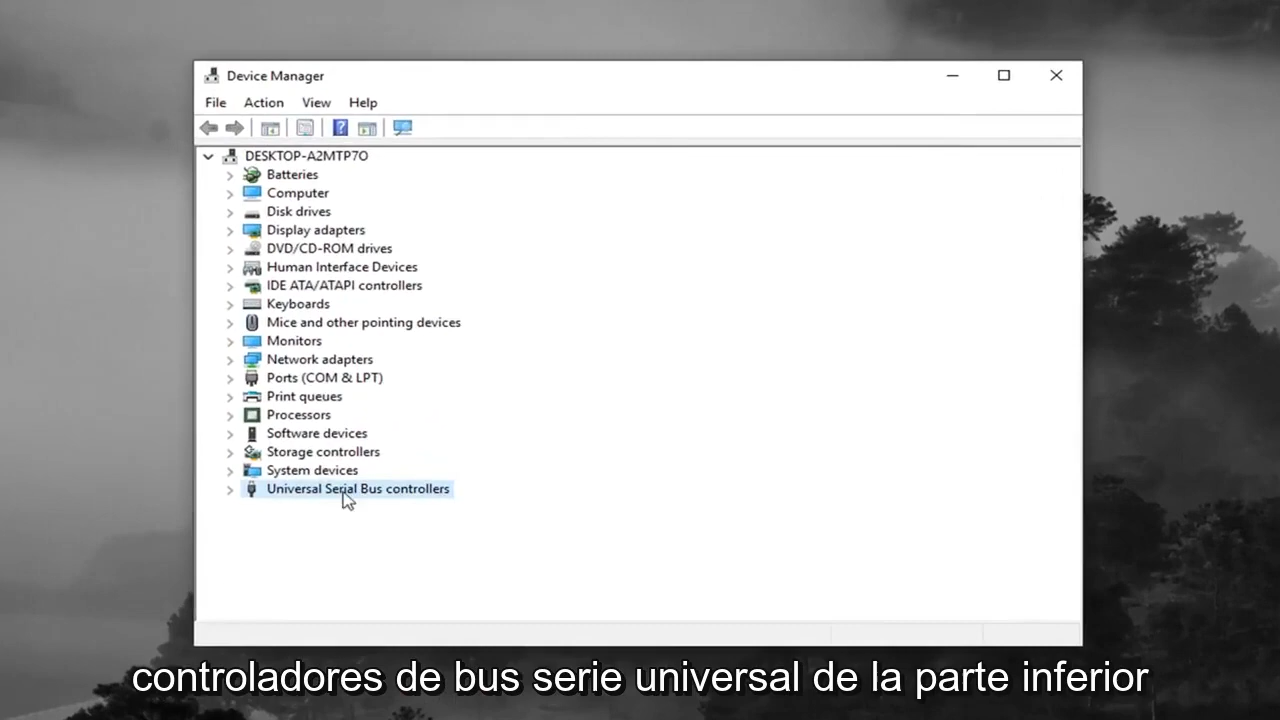 Device Manager
File Action View Help
DESKTOP-A2MTP7O
Batteries
Computer
Disk drives
Display adapters
DVD/CD-ROM drives
Human Interface Devices
IDE ATA/ATAPI controllers
Keyboards
Mice and other pointing devices
Monitors
Network adapters
Ports (COM & LPT)
Print queues
Processors
Software devices
Storage controllers
System devices
Universal Serial Bus controllers
controladores de bus serie universal de la parte inferior